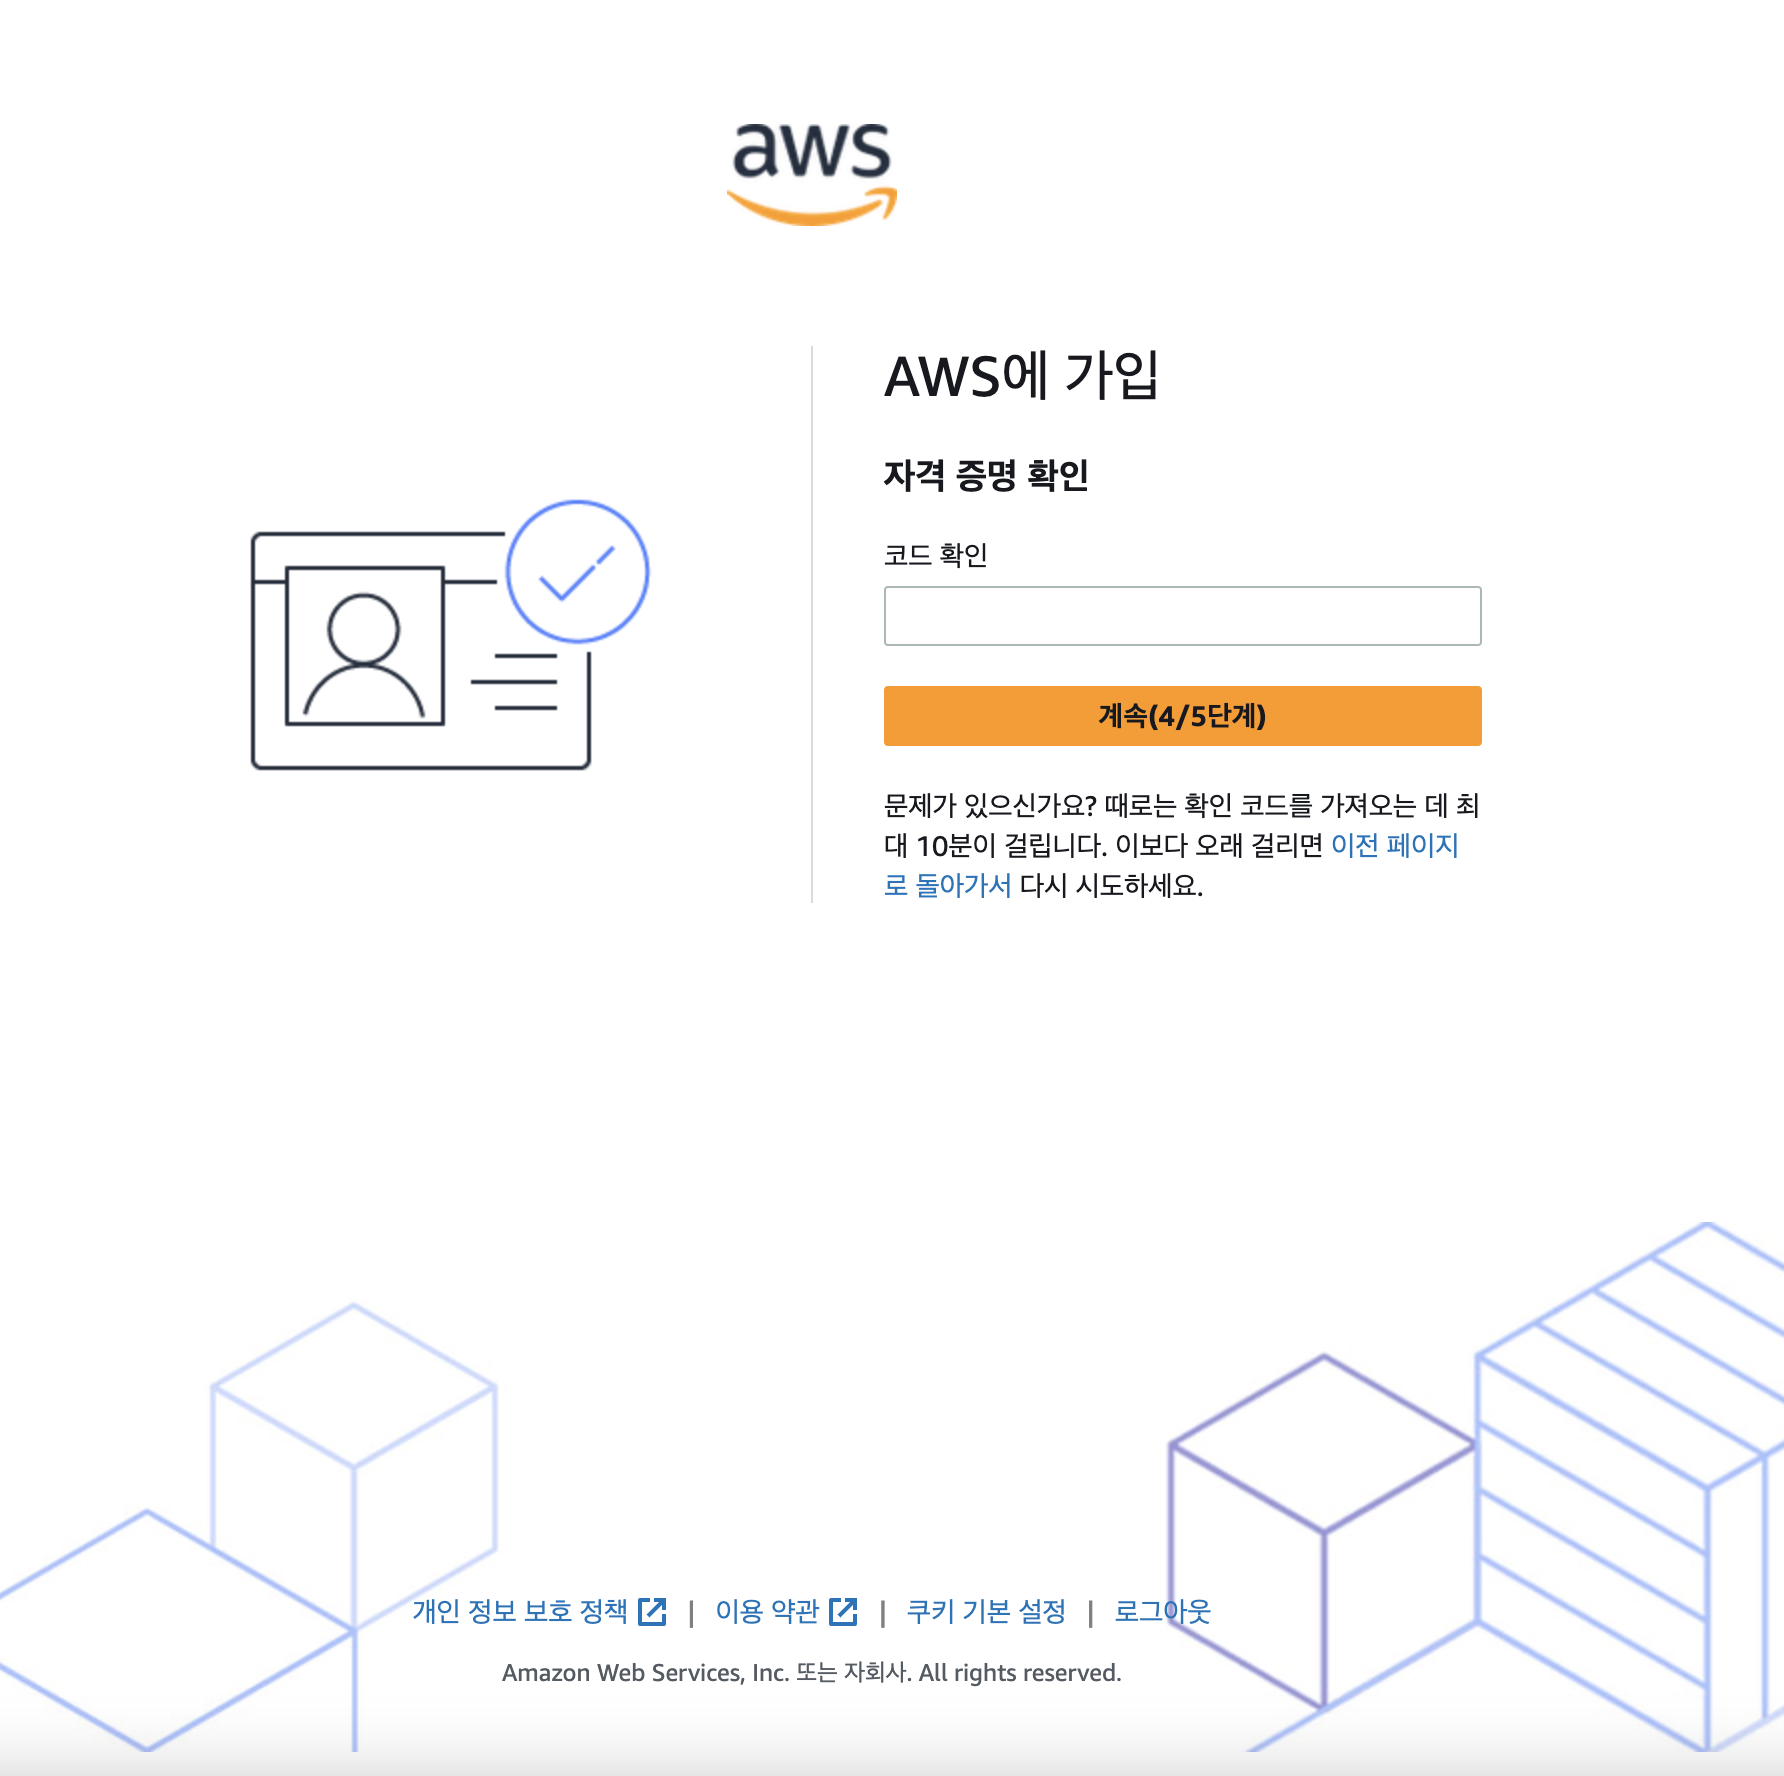 aws
AWS에 가입
자격 증명 확인
코드 확인
계속(4/5단계)
문제가 있으신가요? 때로는 확인 코드를 가져오는 데 최
대 10분이 걸립니다. 이보다 오래 걸리면 이전 페이지
로 돌아가서 다시 시도하세요.
개인 정보 보호 정책 | 이용 약관 | 쿠키 기본 설정 | 로그아웃
Amazon Web Services, Inc. 또는 자회사. All rights reserved.